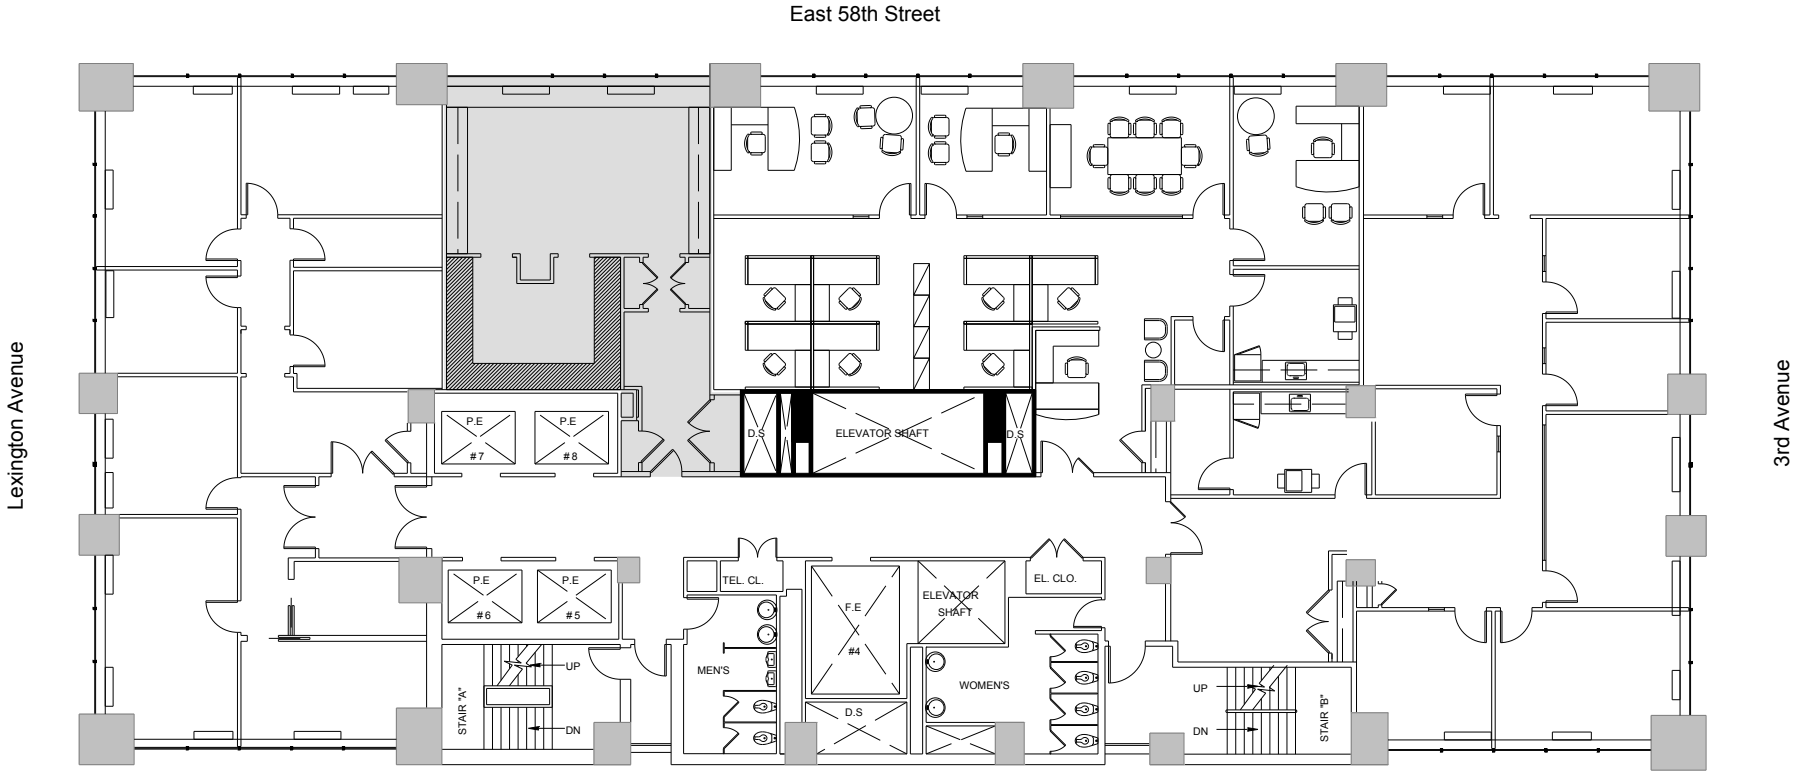 East 58th Street
Lexington Avenue
3rd Avenue
P.E
#7
P.E
#8
D.S
ELEVATOR SHAFT
D.S
P.E
#6
P.E
#5
TEL. CL.
F.E
#4
ELEVATOR
SHAFT
EL. CLO.
STAIR "A"
UP
DN
MEN'S
D.S
WOMEN'S
UP
DN
STAIR "B"